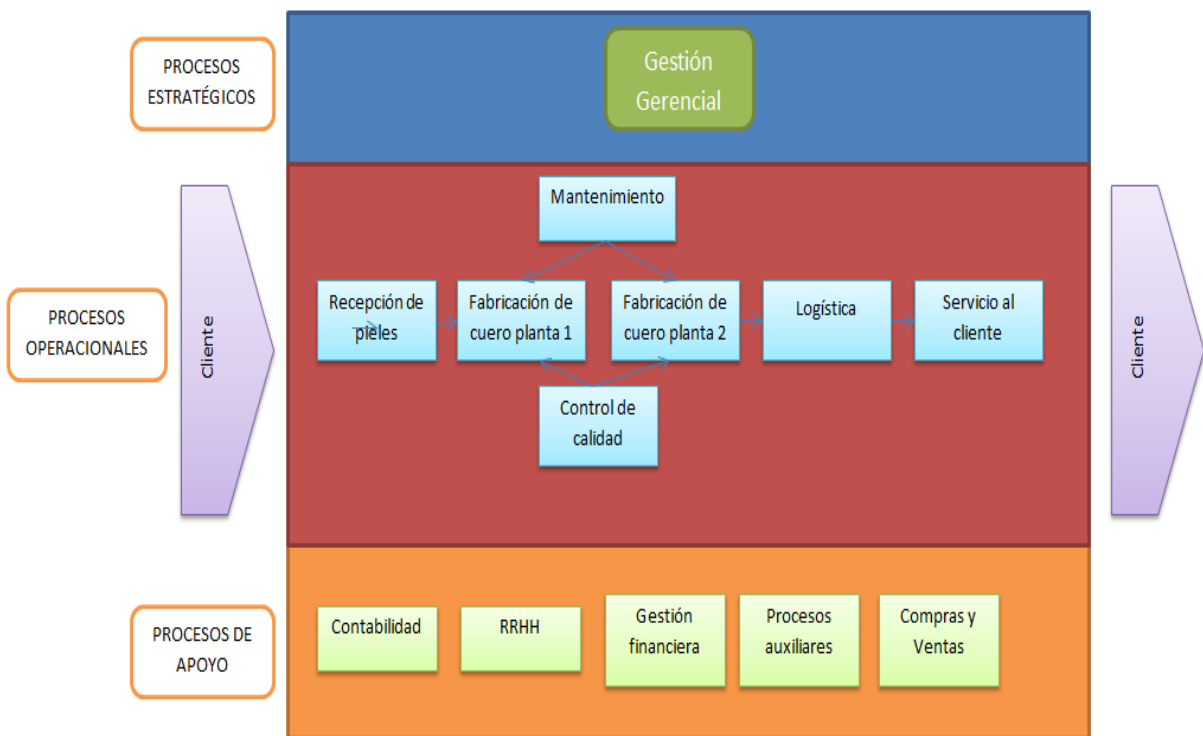 PROCESOS
ESTRATÉGICOS
Gestión
Gerencial
PROCESOS
OPERACIONALES
Cliente
Mantenimiento
Recepción de
pieles
Fabricación de
cuero planta 1
Fabricación de
cuero planta 2
Logística
Servicio al
cliente
Control de
calidad
Cliente
PROCESOS DE
APOYO
Contabilidad
RRHH
Gestión
financiera
Procesos
auxiliares
Compras y
Ventas